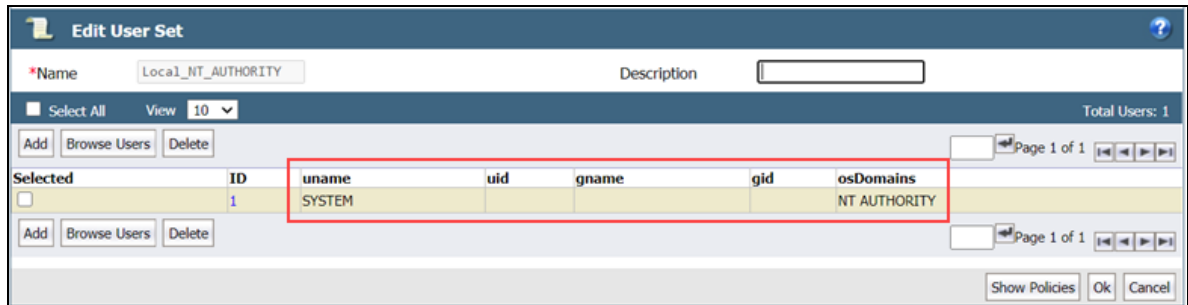 Edit User Set
?
*Name Local_NT_AUTHORITY Description
Select All View 10 Total Users: 1
Add Browse Users Delete Page 1 of 1
Selected ID uname uid gname gid osDomains
1 SYSTEM NT AUTHORITY
Add Browse Users Delete Page 1 of 1
Show Policies Ok Cancel